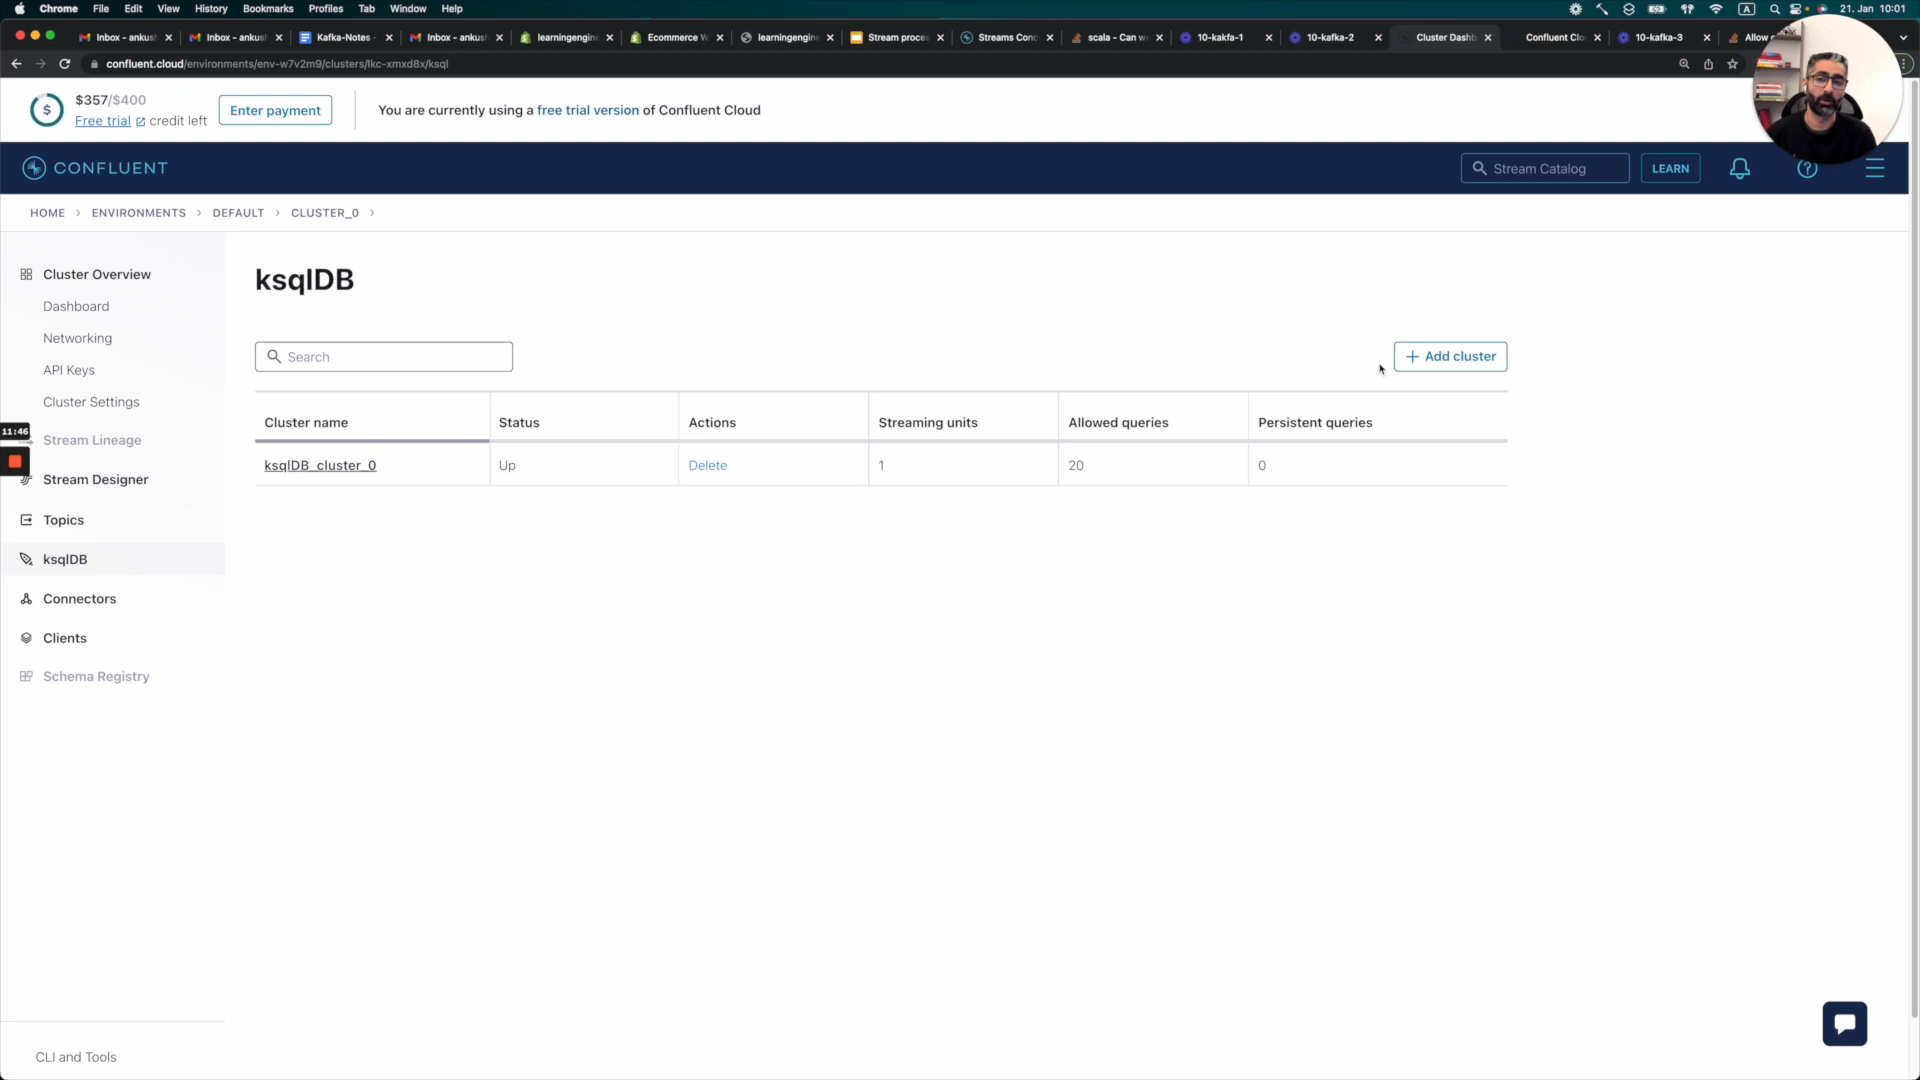 Chrome File Edit View History Bookmarks Profiles Tab Window Help
A 21. Jan 10:01
Inbox - ankus
Inbox - ankus
Kafka-Notes -
Inbox - ankus
learningengin
Ecommerce W
learningengin
Stream proces
Streams Conc
scala - Can w
10-kakfa-1
10-kafka-2
Cluster Dashb
Confluent Clo
10-kafka-3
Allow
confluent.cloud/environments/env-w7v2m9/clusters/lkc-xmxd8x/ksql
$357/$400
Free trial credit left
Enter payment
You are currently using a free trial version of Confluent Cloud
CONFLUENT
Stream Catalog
LEARN
HOME > ENVIRONMENTS > DEFAULT > CLUSTER_0 >
Cluster Overview
Dashboard
Networking
API Keys
Cluster Settings
11:46
Stream Lineage
Stream Designer
Topics
ksqlDB
Connectors
Clients
Schema Registry
CLI and Tools
ksqlDB
Search
+ Add cluster
Cluster name Status Actions Streaming units Allowed queries Persistent queries
ksqlDB_cluster_0 Up Delete 1 20 0